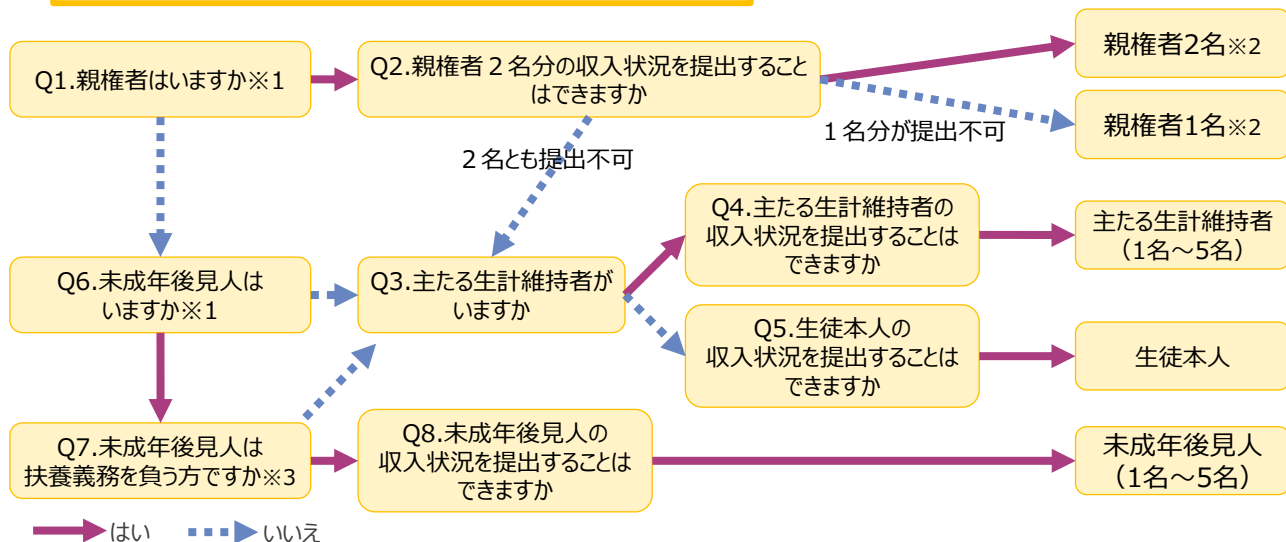 Q1.親権者はいますか※1
Q2.親権者２名分の収入状況を提出すること
はできますか
親権者2名※2
１名分が提出不可
親権者1名※2
２名とも提出不可
Q4.主たる生計維持者の
収入状況を提出することは
できますか
主たる生計維持者
（1名～5名）
Q6.未成年後見人は
いますか※1
Q3.主たる生計維持者が
いますか
Q5.生徒本人の
収入状況を提出することは
できますか
生徒本人
Q7.未成年後見人は
扶養義務を負う方ですか※3
Q8.未成年後見人の
収入状況を提出することは
できますか
未成年後見人
（1名～5名）
はい
いいえ